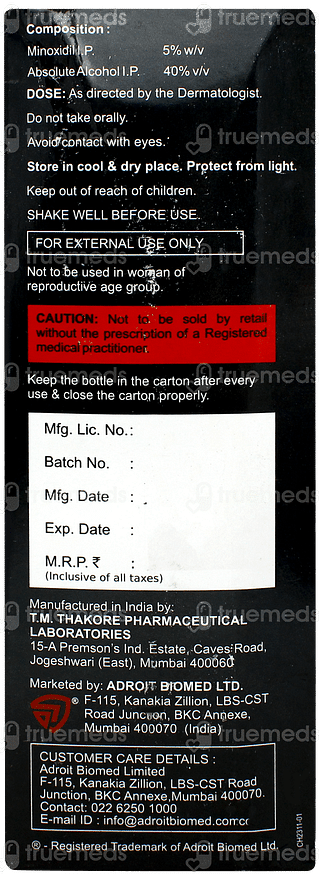 Composition :
Minoxidil I.P. 5% w/v
Absolute Alcohol I.P. 40% v/v
DOSE: As directed by the Dermatologist.
Do not take orally.
Avoid contact with eyes.
Store in cool & dry place. Protect from light.
Keep out of reach of children.
SHAKE WELL BEFORE USE.
FOR EXTERNAL USE ONLY
Not to be used in woman of
reproductive age group.
CAUTION: Not to be sold by retail
without the prescription of a Registered
medical practitioner.
Keep the bottle in the carton after every
use & close the carton properly.
Mfg. Lic. No.:
Batch No. :
Mfg. Date :
Exp. Date :
M.R.P. ₹ :
(Inclusive of all taxes)
Manufactured in India by:
T.M. THAKORE PHARMACEUTICAL
LABORATORIES
15-A Premson's Ind. Estate, Caves Road,
Jogeshwari (East), Mumbai 400060
Marketed by: ADROIT BIOMED LTD.
® F-115, Kanakia Zillion, LBS-CST
Road Junction, BKC Annexe,
Mumbai 400070 (India)
CUSTOMER CARE DETAILS :
Adroit Biomed Limited
F-115, Kanakia Zillion, LBS-CST Road
Junction, BKC Annexe,Mumbai 400070.
Contact: 022 6250 1000
E-mail ID : info@adroitbiomed.com
® - Registered Trademark of Adroit Biomed Ltd.
CH2311-01
truemeds